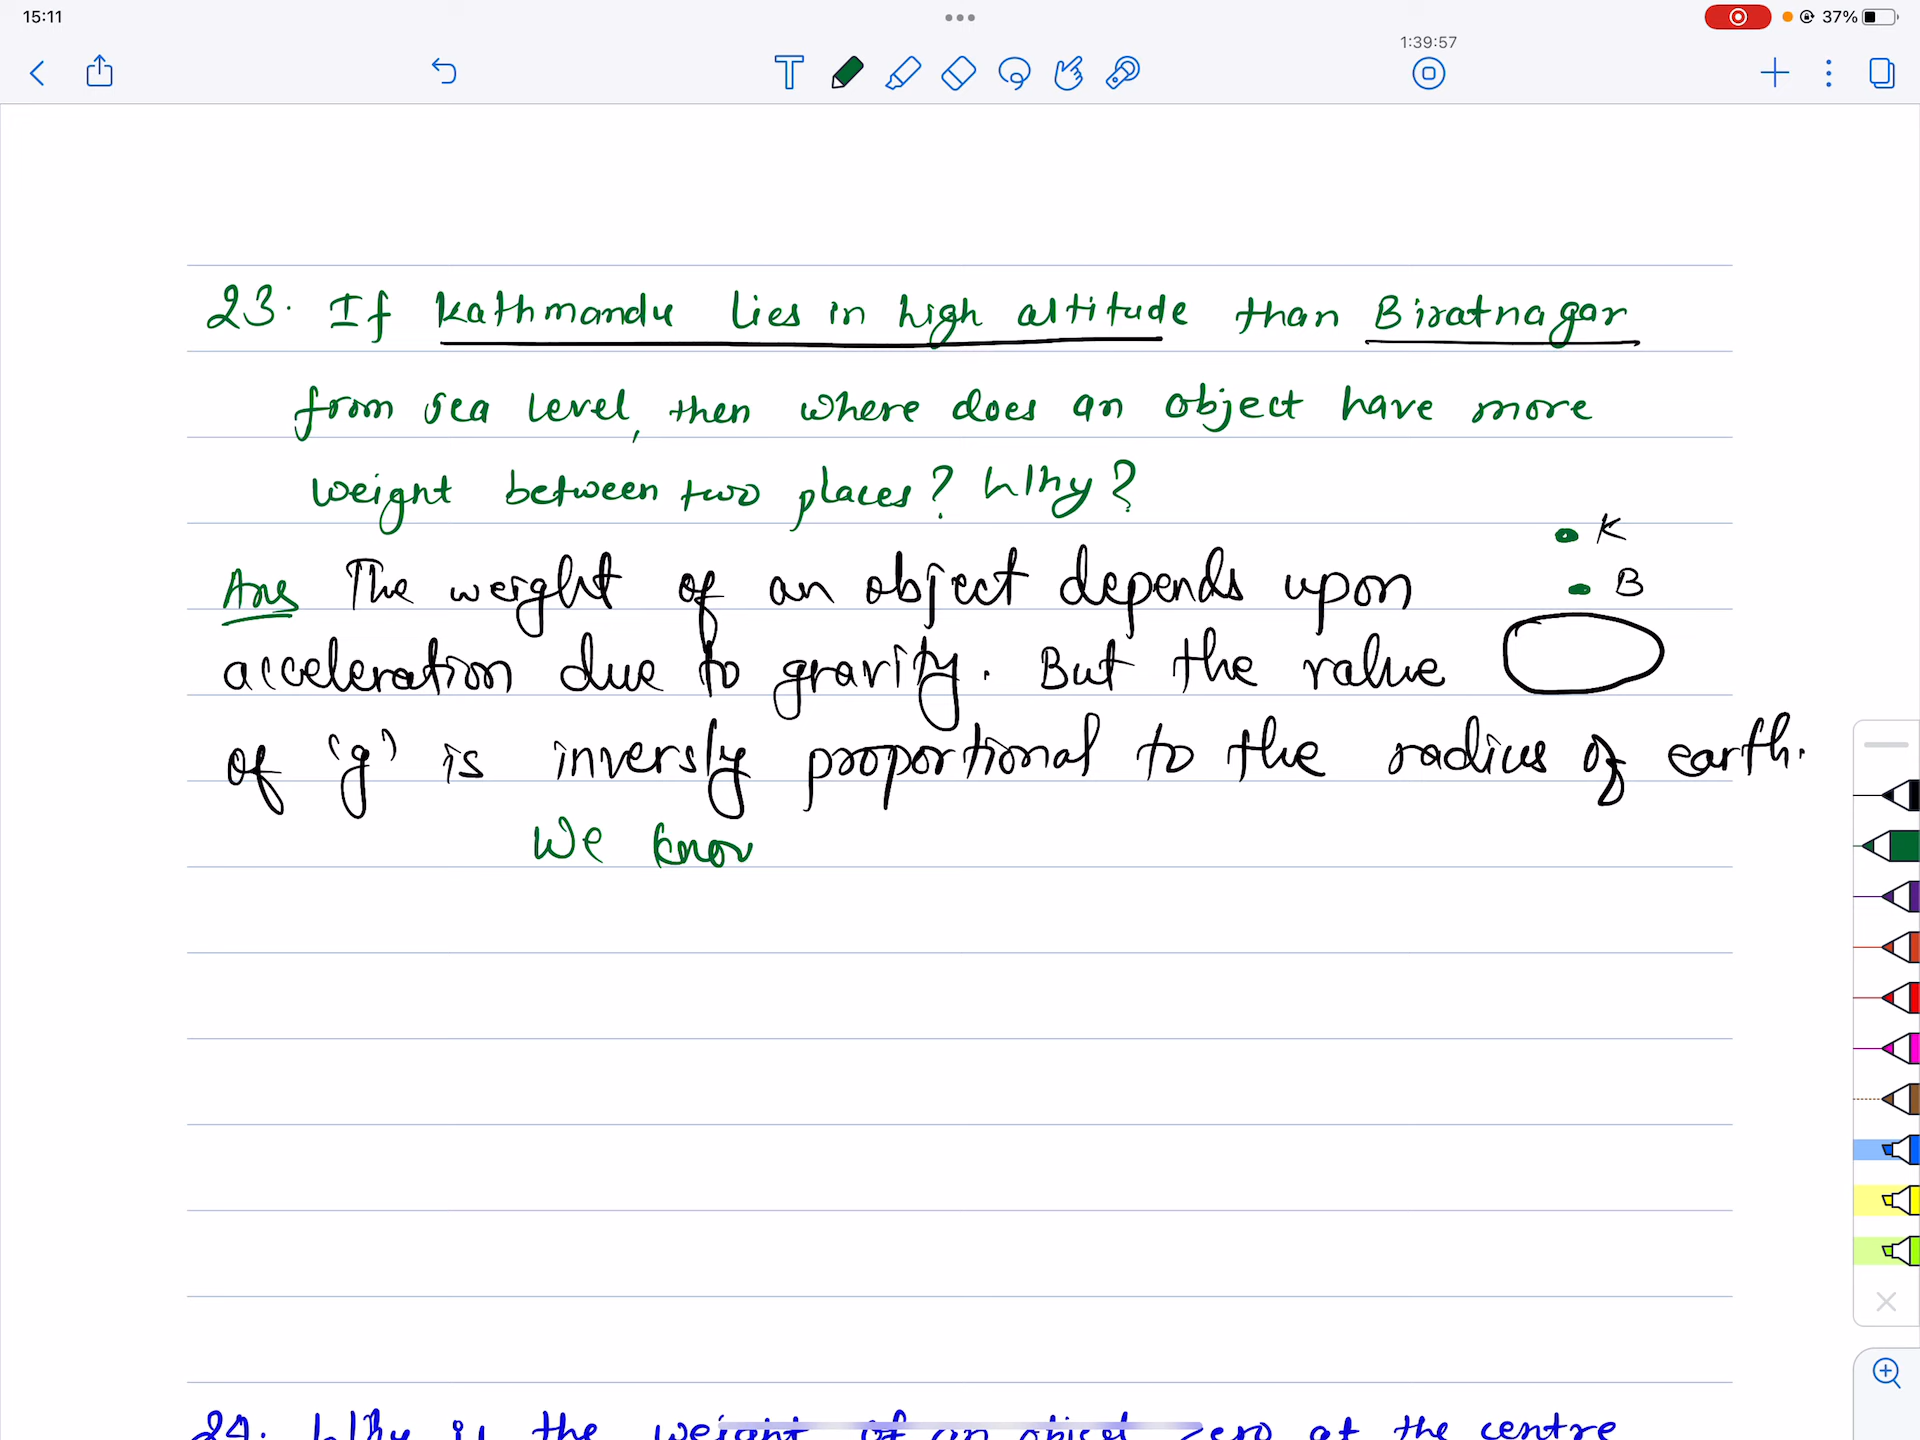 15:11
37%
1:39:57
T
23. If Kathmandu lies in high altitude than Biratnagar
from sea level, then where does an object have more
weight between two places? Why?
K
B
Ans The weight of an object depends upon
acceleration due to gravity. But the value
of 'g' is inversly proportional to the radius of earth.
We know
24. Why is the weight of an object zero at the centre